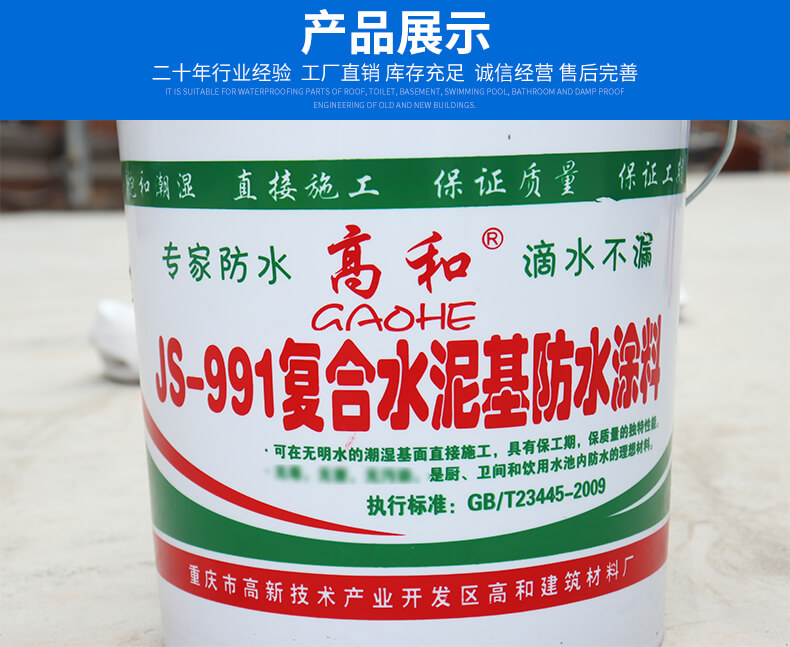 产品展示
二十年行业经验 工厂直销 库存充足 诚信经营 售后完善
IT IS SUITABLE FOR WATERPROOFING PARTS OF ROOF, TOILET, BASEMENT, SWIMMING POOL, BATHROOM AND DAMP PROOF
ENGINEERING OF OLD AND NEW BUILDINGS.
和潮湿 直接施工 保证质量 保证工
专家防水 高和® 滴水不漏
GAOHE
JS-991复合水泥基防水涂料
·可在无明水的潮湿基面直接施工，具有保工期，保质量的独特性能。
是厨、卫间和饮用水池内防水的理想材料。
执行标准：GB/T23445-2009
重庆市高新技术产业开发区高和建筑材料厂